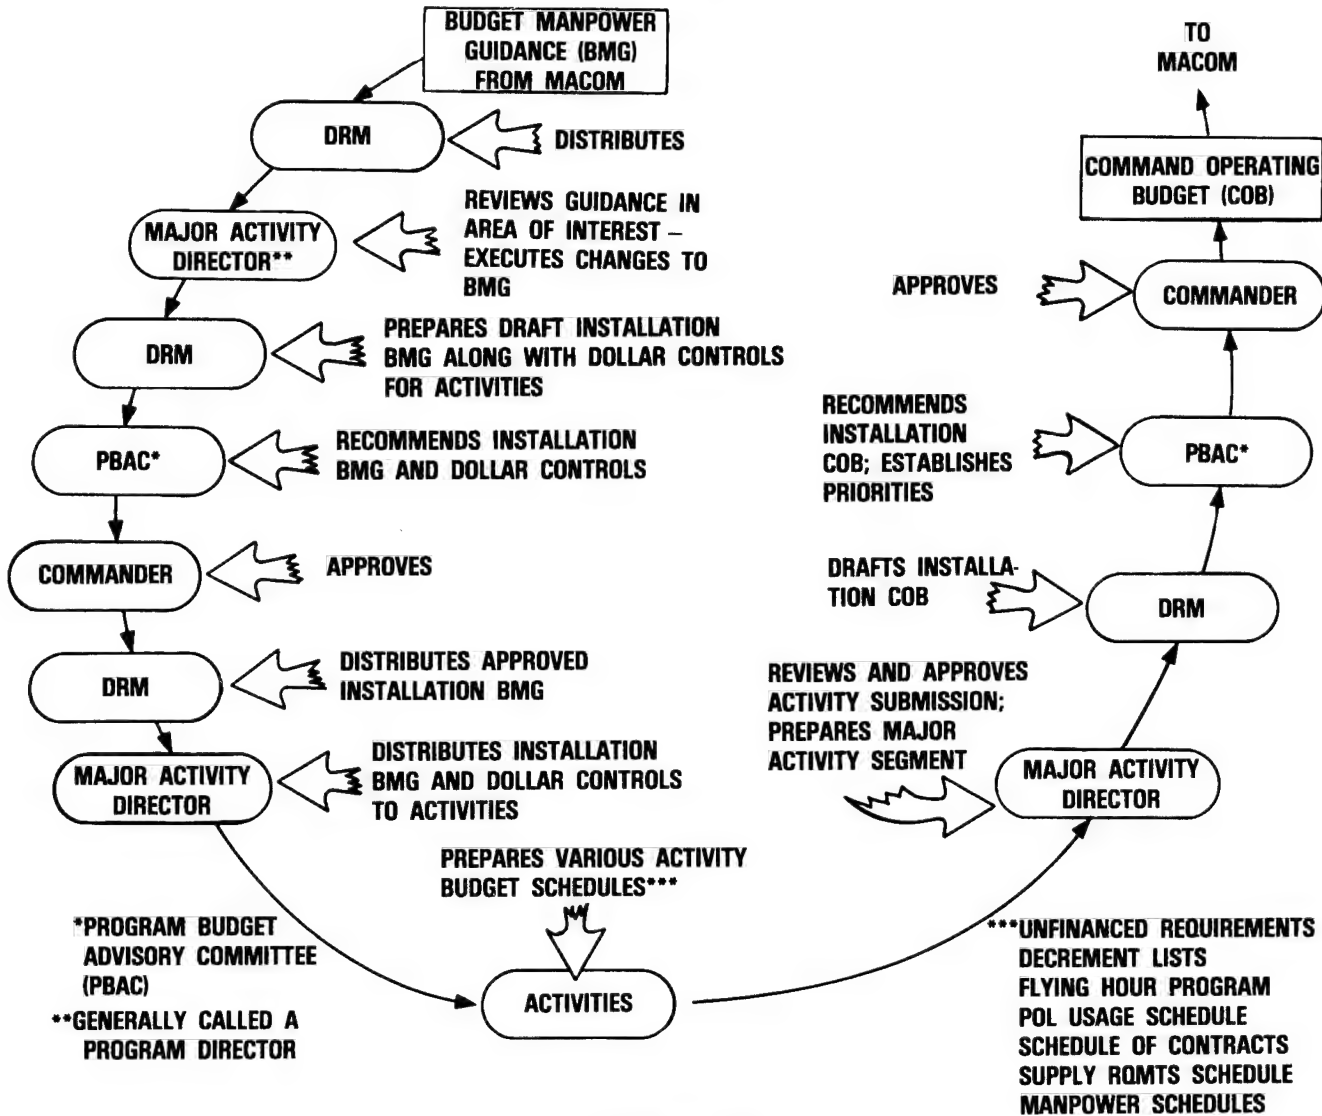 BUDGET MANPOWER
GUIDANCE (BMG)
FROM MACOM
DRM
DISTRIBUTES
MAJOR ACTIVITY
DIRECTOR**
REVIEWS GUIDANCE IN
AREA OF INTEREST –
EXECUTES CHANGES TO
BMG
DRM
PREPARES DRAFT INSTALLATION
BMG ALONG WITH DOLLAR CONTROLS
FOR ACTIVITIES
PBAC*
RECOMMENDS INSTALLATION
BMG AND DOLLAR CONTROLS
COMMANDER
APPROVES
DRM
DISTRIBUTES APPROVED
INSTALLATION BMG
MAJOR ACTIVITY
DIRECTOR
DISTRIBUTES INSTALLATION
BMG AND DOLLAR CONTROLS
TO ACTIVITIES
PREPARES VARIOUS ACTIVITY
BUDGET SCHEDULES***
ACTIVITIES
REVIEWS AND APPROVES
ACTIVITY SUBMISSION;
PREPARES MAJOR
ACTIVITY SEGMENT
MAJOR ACTIVITY
DIRECTOR
DRAFTS INSTALLA-
TION COB
DRM
RECOMMENDS
INSTALLATION
COB; ESTABLISHES
PRIORITIES
PBAC*
APPROVES
COMMANDER
COMMAND OPERATING
BUDGET (COB)
TO
MACOM
*PROGRAM BUDGET
ADVISORY COMMITTEE
(PBAC)
**GENERALLY CALLED A
PROGRAM DIRECTOR
***UNFINANCED REQUIREMENTS
DECREMENT LISTS
FLYING HOUR PROGRAM
POL USAGE SCHEDULE
SCHEDULE OF CONTRACTS
SUPPLY RQMTS SCHEDULE
MANPOWER SCHEDULES